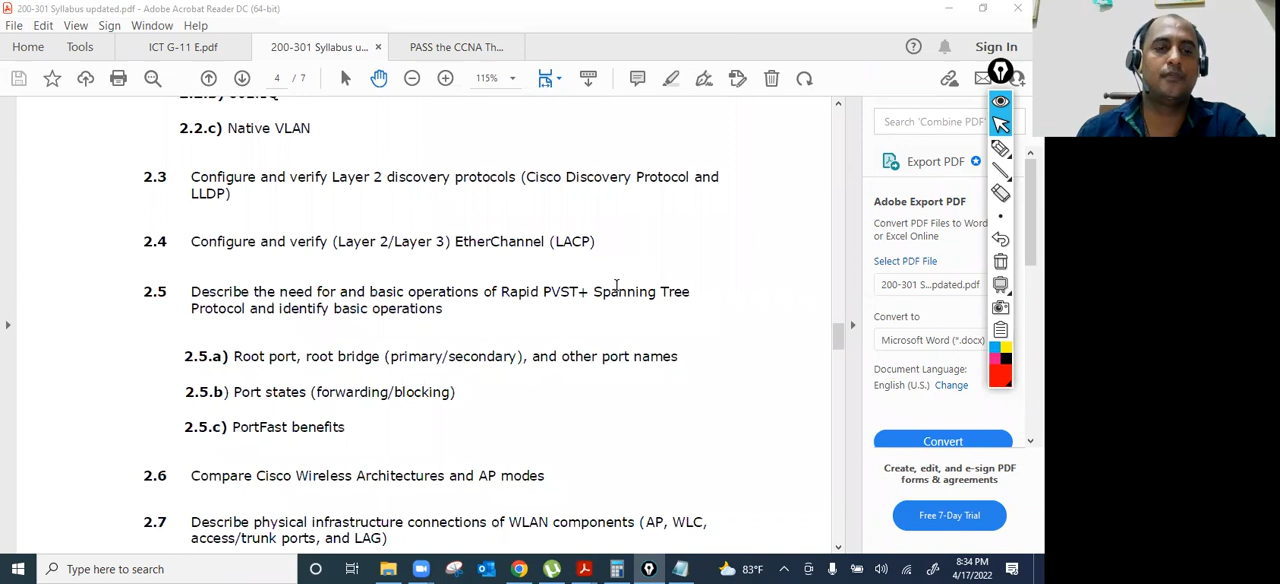 200-301 Syllabus updated.pdf - Adobe Acrobat Reader DC (64-bit)
File Edit View Sign Window Help
Home Tools ICT G-11 E.pdf 200-301 Syllabus u... × PASS the CCNA Th... Sign In
4 / 7 115%
2.2.c) Native VLAN
2.3 Configure and verify Layer 2 discovery protocols (Cisco Discovery Protocol and
LLDP)
2.4 Configure and verify (Layer 2/Layer 3) EtherChannel (LACP)
2.5 Describe the need for and basic operations of Rapid PVST+ Spanning Tree
Protocol and identify basic operations
2.5.a) Root port, root bridge (primary/secondary), and other port names
2.5.b) Port states (forwarding/blocking)
2.5.c) PortFast benefits
2.6 Compare Cisco Wireless Architectures and AP modes
2.7 Describe physical infrastructure connections of WLAN components (AP, WLC,
access/trunk ports, and LAG)
Search 'Combine PDF'
Export PDF
Adobe Export PDF
Convert PDF Files to Word
or Excel Online
Select PDF File
200-301 S...pdated.pdf
Convert to
Microsoft Word (*.docx)
Document Language:
English (U.S.) Change
Convert
Create, edit, and e-sign PDF
forms & agreements
Free 7-Day Trial
Type here to search
83°F
8:34 PM
4/17/2022